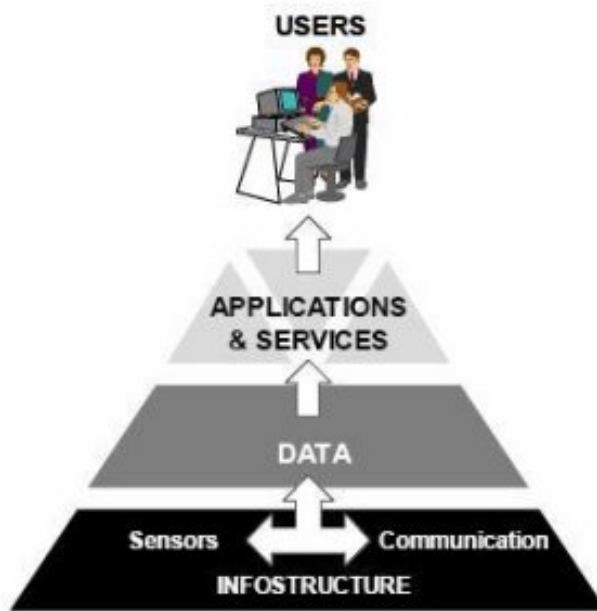 USERS
APPLICATIONS
& SERVICES
DATA
Sensors Communication
INFOSTRUCTURE